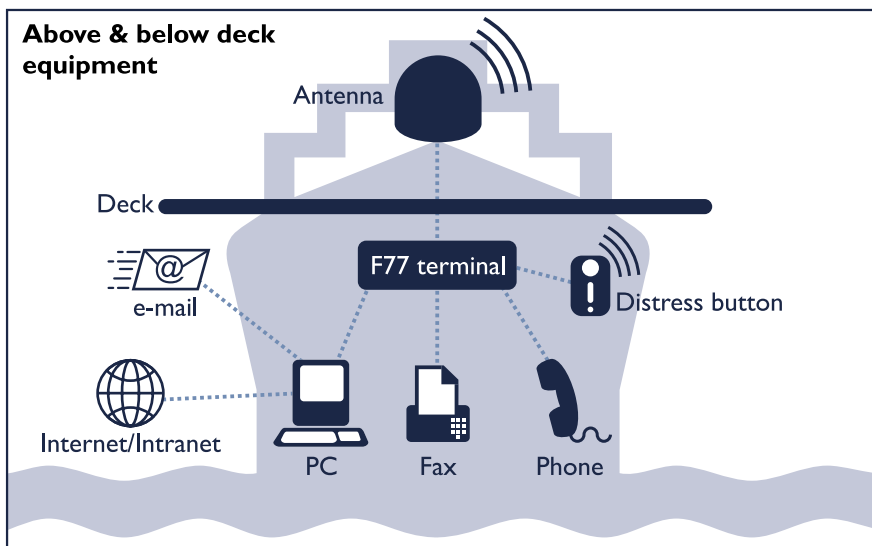 Above & below deck
equipment
Antenna
Deck
F77 terminal
@
e-mail
Distress button
Internet/Intranet
PC
Fax
Phone